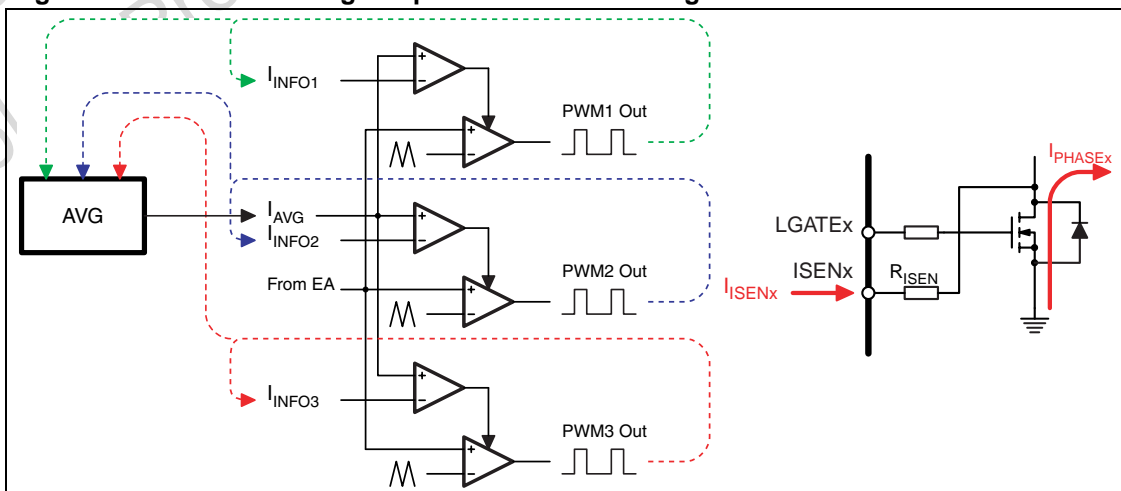 I_INFO1
PWM1 Out
I_PHASEx
AVG
I_AVG
I_INFO2
LGATEx
PWM2 Out
From EA
ISENx
R_ISEN
I_ISENx
I_INFO3
PWM3 Out
+
−
+
−
+
−
+
−
+
−
+
−